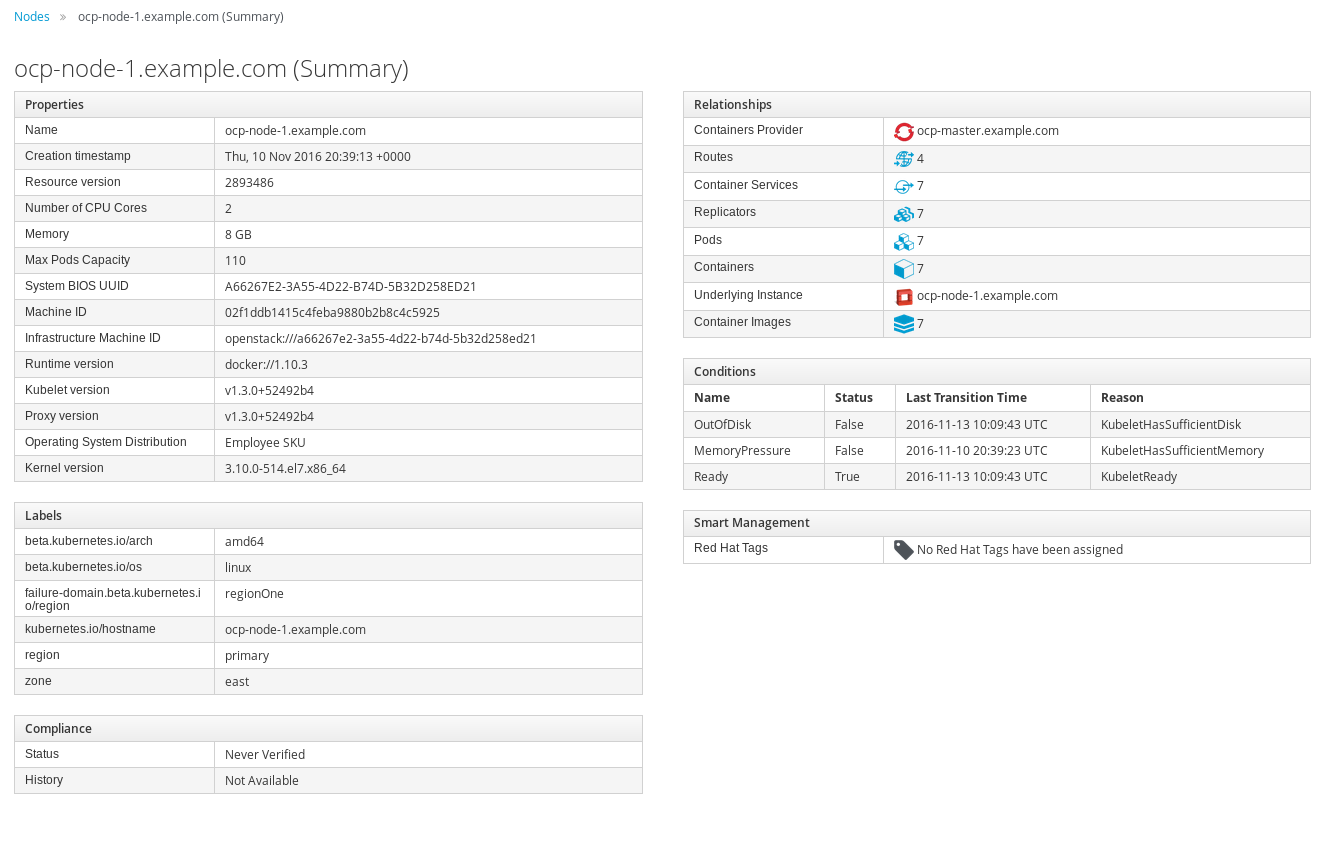 Nodes » ocp-node-1.example.com (Summary)
ocp-node-1.example.com (Summary)
Properties
Name ocp-node-1.example.com
Creation timestamp Thu, 10 Nov 2016 20:39:13 +0000
Resource version 2893486
Number of CPU Cores 2
Memory 8 GB
Max Pods Capacity 110
System BIOS UUID A66267E2-3A55-4D22-B74D-5B32D258ED21
Machine ID 02f1ddb1415c4feba9880b2b8c4c5925
Infrastructure Machine ID openstack:///a66267e2-3a55-4d22-b74d-5b32d258ed21
Runtime version docker://1.10.3
Kubelet version v1.3.0+52492b4
Proxy version v1.3.0+52492b4
Operating System Distribution Employee SKU
Kernel version 3.10.0-514.el7.x86_64
Labels
beta.kubernetes.io/arch amd64
beta.kubernetes.io/os linux
failure-domain.beta.kubernetes.i regionOne
o/region
kubernetes.io/hostname ocp-node-1.example.com
region primary
zone east
Compliance
Status Never Verified
History Not Available
Relationships
Containers Provider ocp-master.example.com
Routes 4
Container Services 7
Replicators 7
Pods 7
Containers 7
Underlying Instance ocp-node-1.example.com
Container Images 7
Conditions
Name Status Last Transition Time Reason
OutOfDisk False 2016-11-13 10:09:43 UTC KubeletHasSufficientDisk
MemoryPressure False 2016-11-10 20:39:23 UTC KubeletHasSufficientMemory
Ready True 2016-11-13 10:09:43 UTC KubeletReady
Smart Management
Red Hat Tags No Red Hat Tags have been assigned